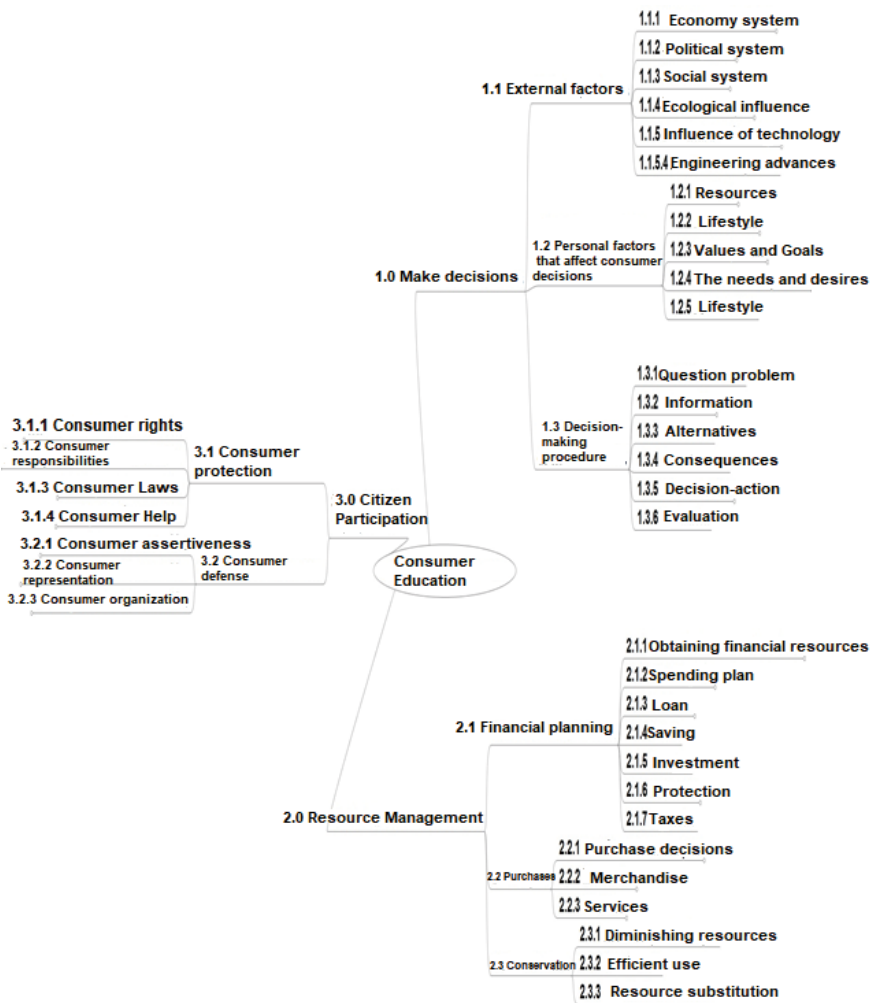 Consumer
Education
1.0 Make decisions
1.1 External factors
1.1.1 Economy system
1.1.2 Political system
1.1.3 Social system
1.1.4 Ecological influence
1.1.5 Influence of technology
1.1.5.4 Engineering advances
1.2 Personal factors
that affect consumer
decisions
1.2.1 Resources
1.2.2 Lifestyle
1.2.3 Values and Goals
1.2.4 The needs and desires
1.2.5 Lifestyle
1.3 Decision-
making
procedure
1.3.1 Question problem
1.3.2 Information
1.3.3 Alternatives
1.3.4 Consequences
1.3.5 Decision-action
1.3.6 Evaluation
2.0 Resource Management
2.1 Financial planning
2.1.1 Obtaining financial resources
2.1.2 Spending plan
2.1.3 Loan
2.1.4 Saving
2.1.5 Investment
2.1.6 Protection
2.1.7 Taxes
2.2 Purchases
2.2.1 Purchase decisions
2.2.2 Merchandise
2.2.3 Services
2.3 Conservation
2.3.1 Diminishing resources
2.3.2 Efficient use
2.3.3 Resource substitution
3.0 Citizen
Participation
3.1 Consumer
protection
3.1.1 Consumer rights
3.1.2 Consumer
responsibilities
3.1.3 Consumer Laws
3.1.4 Consumer Help
3.2 Consumer
defense
3.2.1 Consumer assertiveness
3.2.2 Consumer
representation
3.2.3 Consumer organization